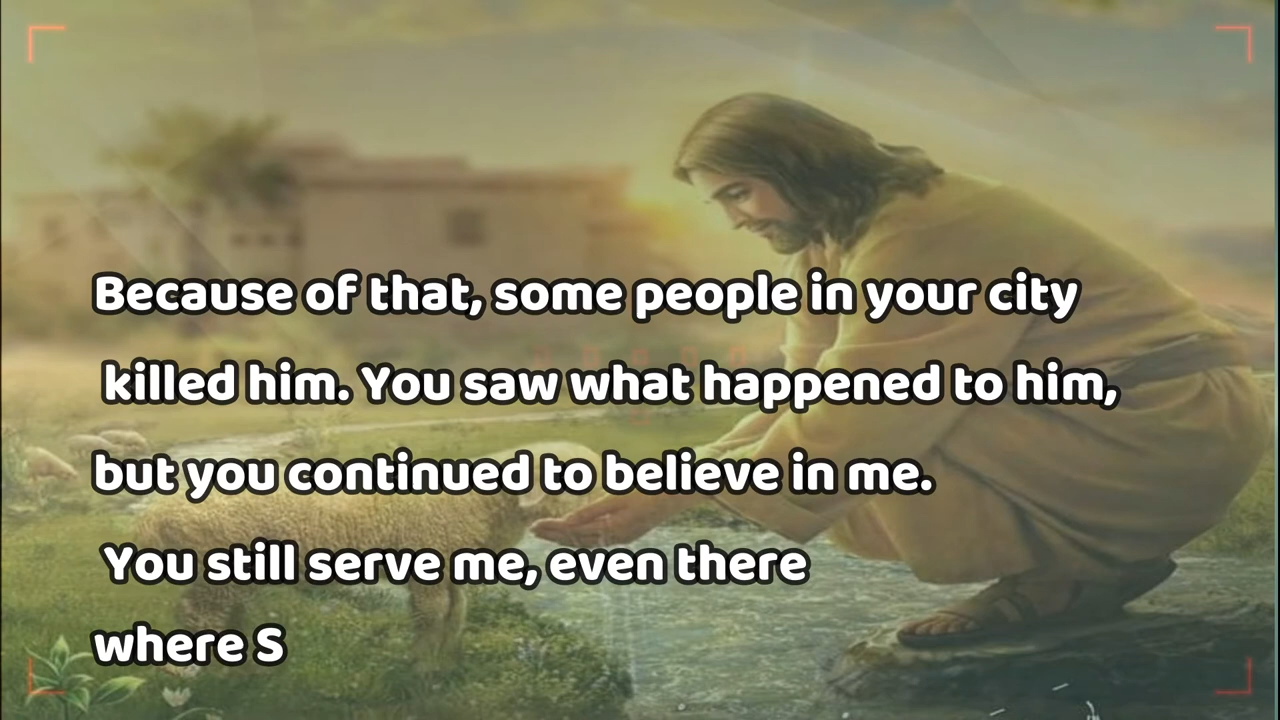 Because of that, some people in your city
killed him. You saw what happened to him,
but you continued to believe in me.
You still serve me, even there
where S